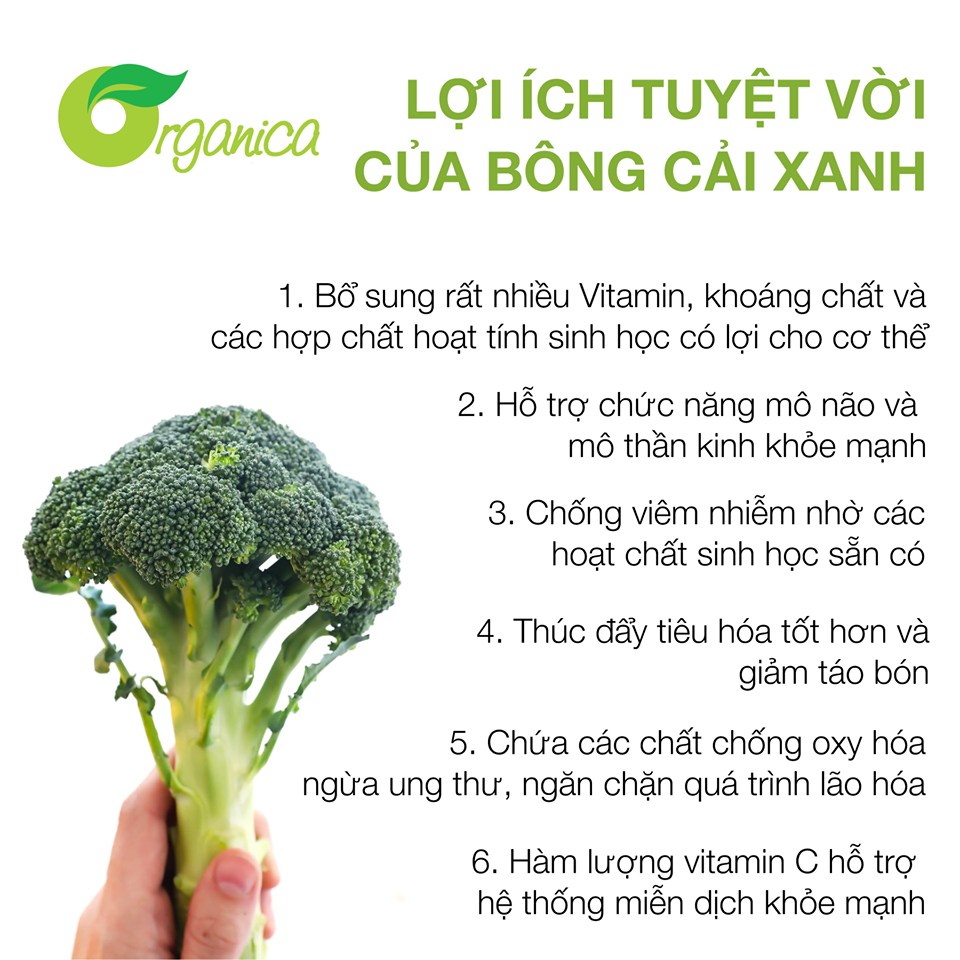 Organica
LỢI ÍCH TUYỆT VỜI
CỦA BÔNG CẢI XANH
1. Bổ sung rất nhiều Vitamin, khoáng chất và
các hợp chất hoạt tính sinh học có lợi cho cơ thể
2. Hỗ trợ chức năng mô não và
mô thần kinh khỏe mạnh
3. Chống viêm nhiễm nhờ các
hoạt chất sinh học sẵn có
4. Thúc đẩy tiêu hóa tốt hơn và
giảm táo bón
5. Chứa các chất chống oxy hóa
ngừa ung thư, ngăn chặn quá trình lão hóa
6. Hàm lượng vitamin C hỗ trợ
hệ thống miễn dịch khỏe mạnh